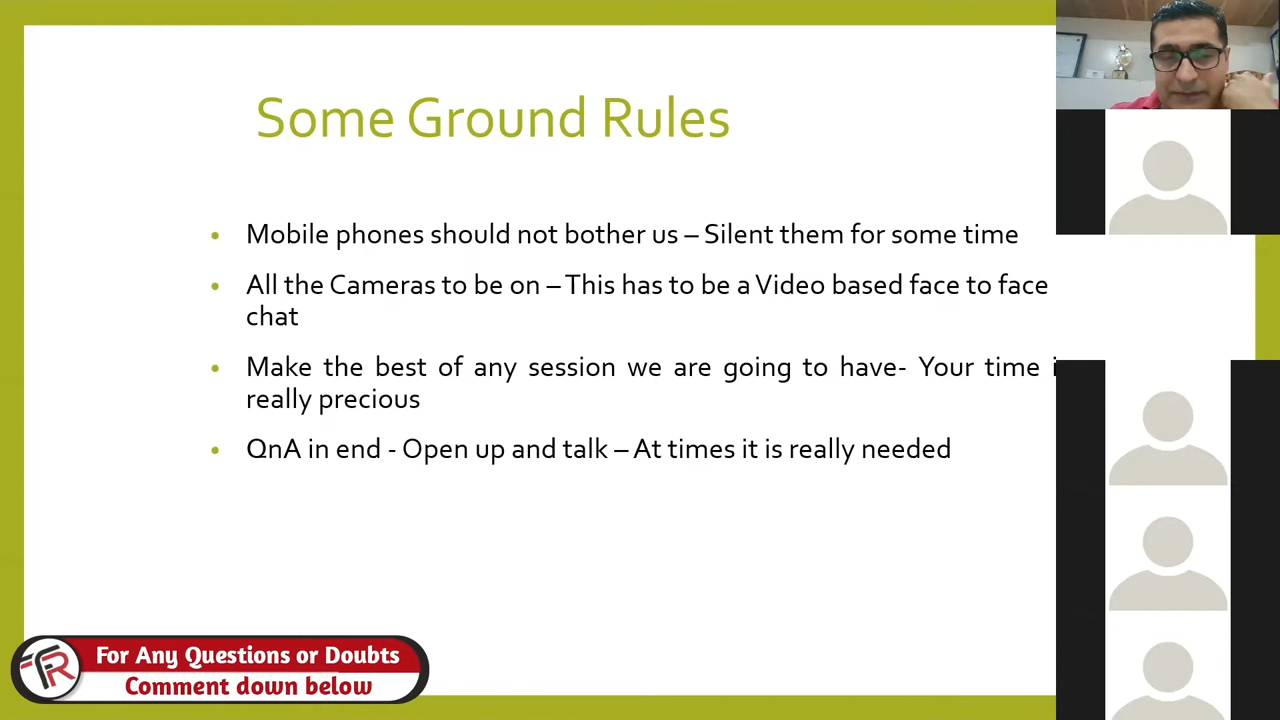 Some Ground Rules
• Mobile phones should not bother us – Silent them for some time
• All the Cameras to be on – This has to be a Video based face to face
chat
• Make the best of any session we are going to have- Your time
really precious
• QnA in end - Open up and talk – At times it is really needed
For Any Questions or Doubts
Comment down below